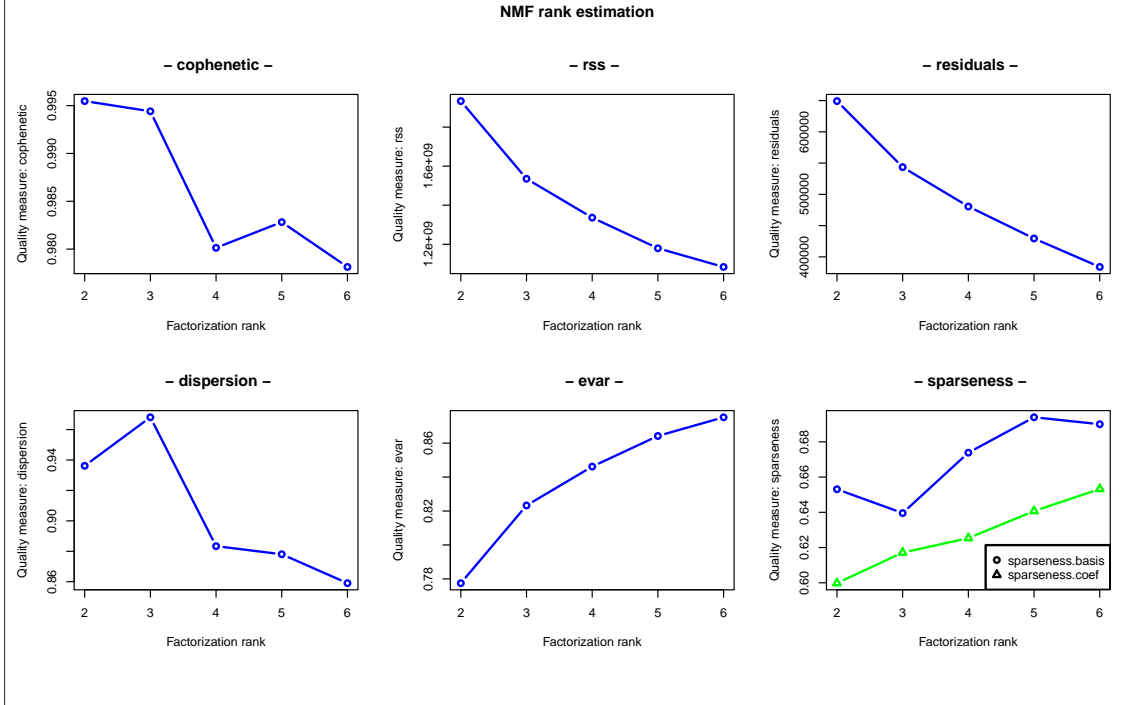 NMF rank estimation
– cophenetic –
Quality measure: cophenetic
0.995
0.990
0.985
0.980
2 3 4 5 6
Factorization rank
– rss –
Quality measure: rss
1.6e+09
1.2e+09
2 3 4 5 6
Factorization rank
– residuals –
Quality measure: residuals
600000
500000
400000
2 3 4 5 6
Factorization rank
– dispersion –
Quality measure: dispersion
0.94
0.90
0.86
2 3 4 5 6
Factorization rank
– evar –
Quality measure: evar
0.86
0.82
0.78
2 3 4 5 6
Factorization rank
– sparseness –
Quality measure: sparseness
0.68
0.66
0.64
0.62
0.60
sparseness.basis
sparseness.coef
2 3 4 5 6
Factorization rank